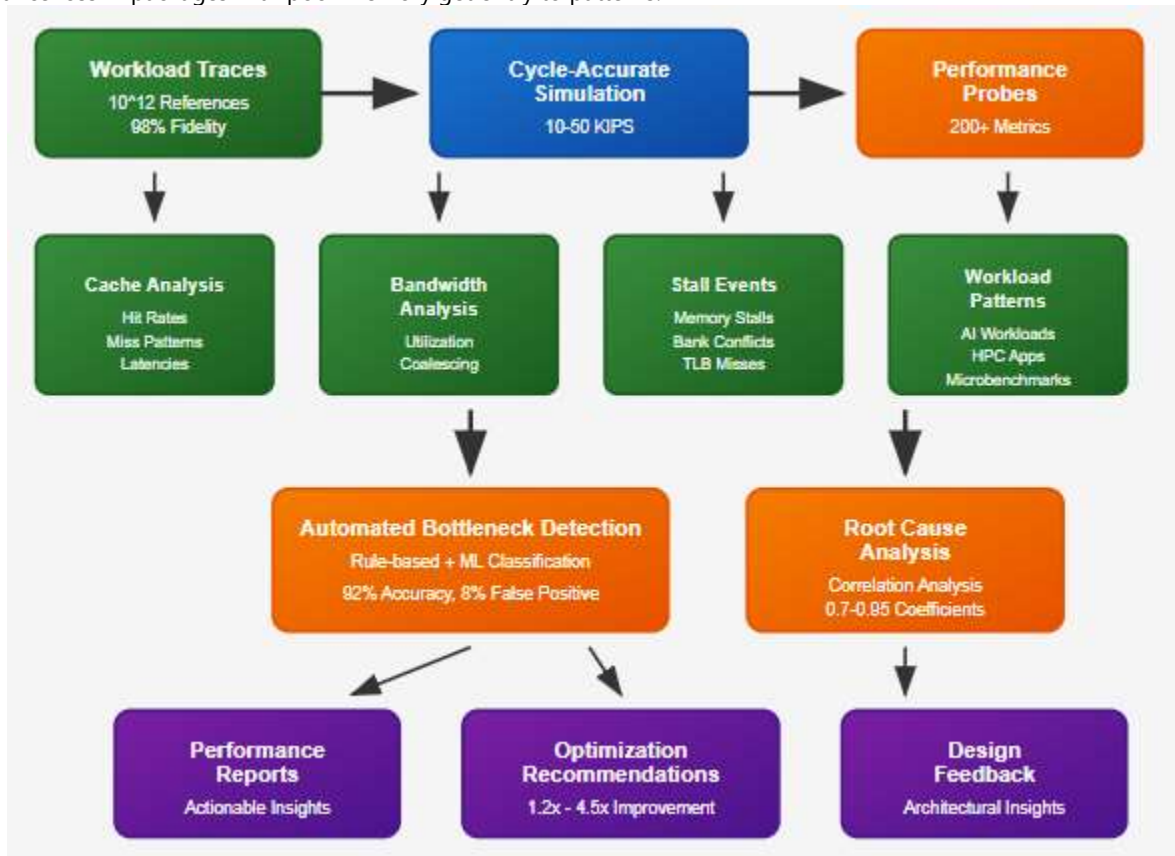 Workload Traces
10^12 References
98% Fidelity
Cycle-Accurate
Simulation
10-50 KIPS
Performance
Probes
200+ Metrics
Cache Analysis
Hit Rates
Miss Patterns
Latencies
Bandwidth
Analysis
Utilization
Coalescing
Stall Events
Memory Stalls
Bank Conflicts
TLB Misses
Workload
Patterns
AI Workloads
HPC Apps
Microbenchmarks
Automated Bottleneck Detection
Rule-based + ML Classification
92% Accuracy, 8% False Positive
Root Cause
Analysis
Correlation Analysis
0.7-0.95 Coefficients
Performance
Reports
Actionable Insights
Optimization
Recommendations
1.2x - 4.5x Improvement
Design
Feedback
Architectural Insights